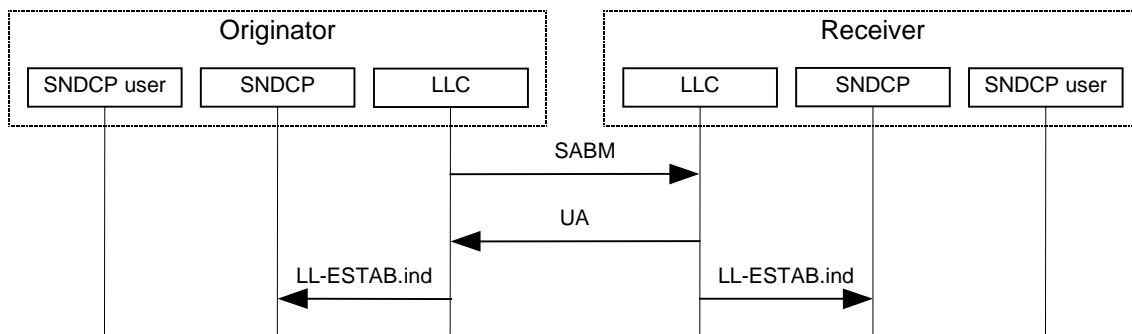 Originator
Receiver
SNDCP user
SNDCP
LLC
LLC
SNDCP
SNDCP user
SABM
UA
LL-ESTAB.ind
LL-ESTAB.ind